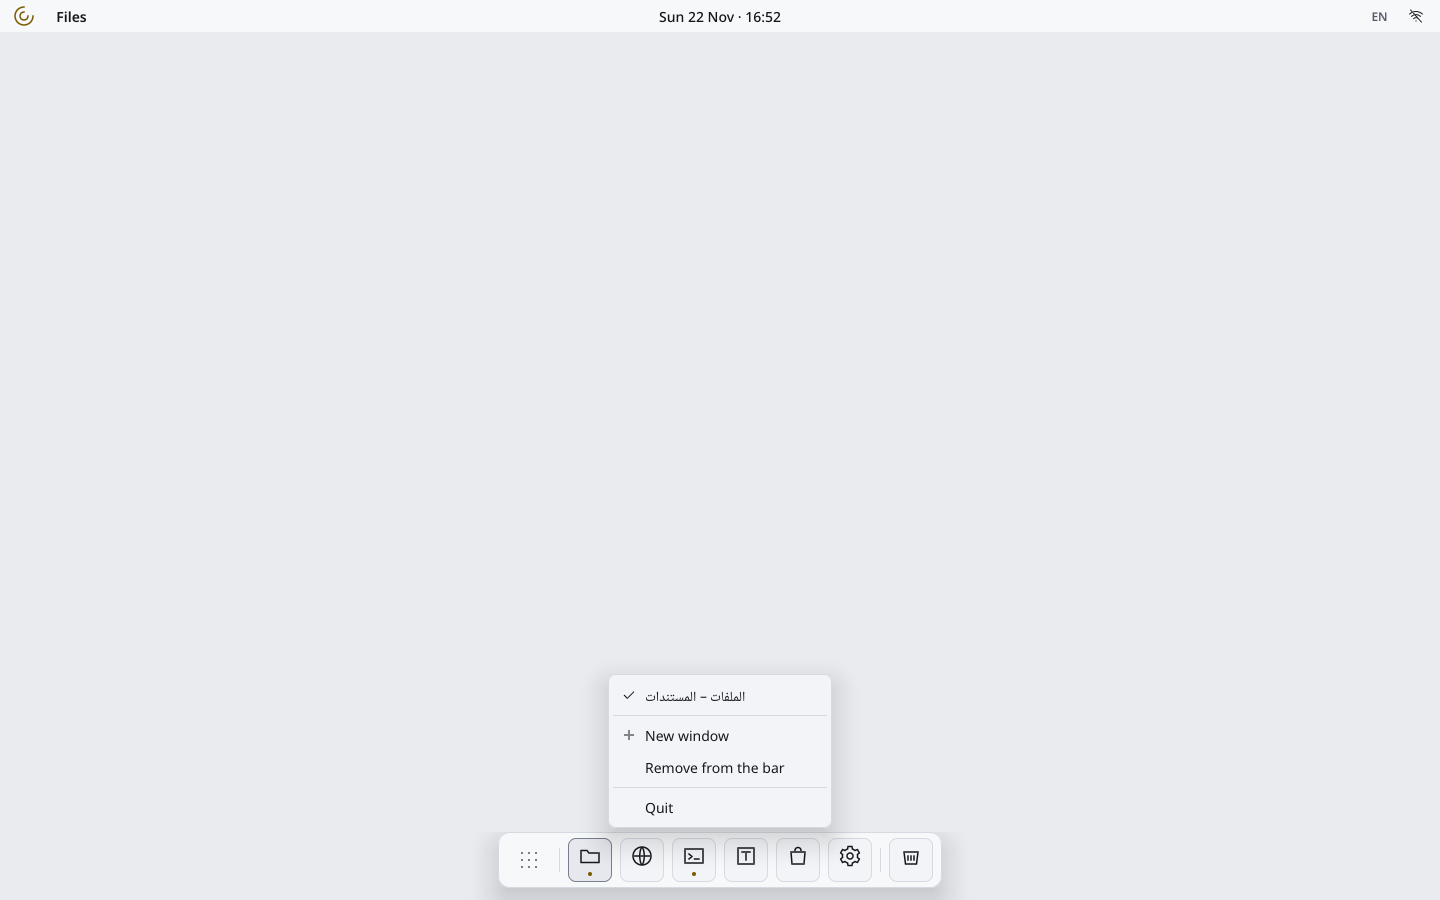 Files
Sun 22 Nov · 16:52
EN
الملفات – المستندات
New window
Remove from the bar
Quit